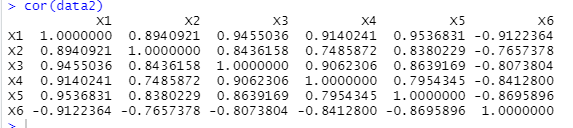 > cor(data2)
X1 X2 X3 X4 X5 X6
X1 1.0000000 0.8940921 0.9455036 0.9140241 0.9536831 -0.9122364
X2 0.8940921 1.0000000 0.8436158 0.7485872 0.8380229 -0.7657378
X3 0.9455036 0.8436158 1.0000000 0.9062306 0.8639169 -0.8073804
X4 0.9140241 0.7485872 0.9062306 1.0000000 0.7954345 -0.8412800
X5 0.9536831 0.8380229 0.8639169 0.7954345 1.0000000 -0.8695896
X6 -0.9122364 -0.7657378 -0.8073804 -0.8412800 -0.8695896 1.0000000
>